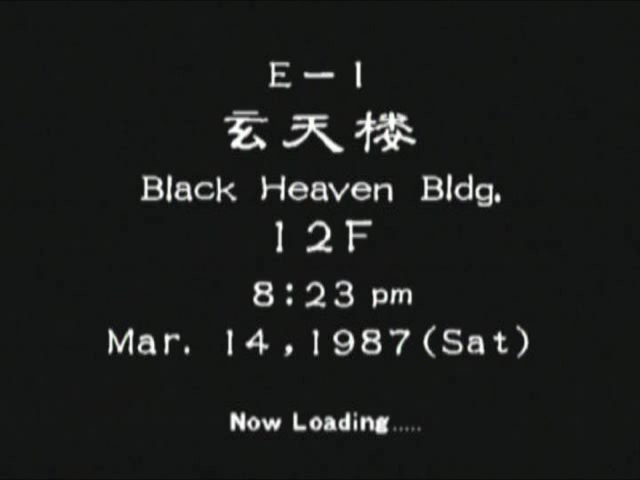 E－1
玄天楼
Black Heaven Bldg.
12F
8:23 pm
Mar. 14,1987(Sat)
Now Loading.....